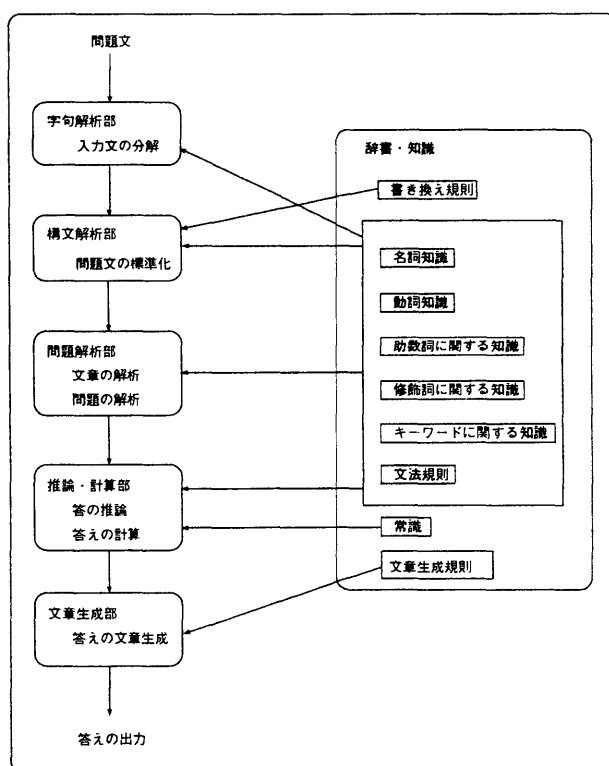 問題文
字句解析部
入力文の分解
構文解析部
問題文の標準化
問題解析部
文章の解析
問題の解析
推論・計算部
答の推論
答えの計算
文章生成部
答えの文章生成
答えの出力
辞書・知識
書き換え規則
名詞知識
動詞知識
助数詞に関する知識
修飾詞に関する知識
キーワードに関する知識
文法規則
常識
文章生成規則